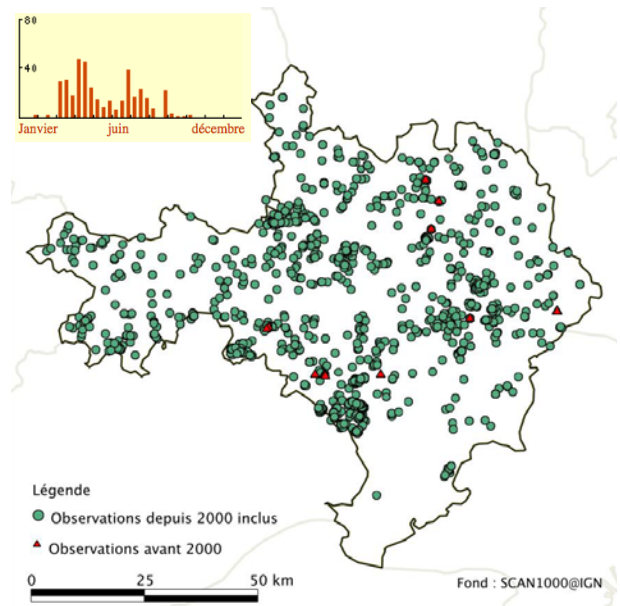 80
40
Janvier juin décembre
Légende
Observations depuis 2000 inclus
Observations avant 2000
0 25 50 km
Fond : SCAN1000@IGN